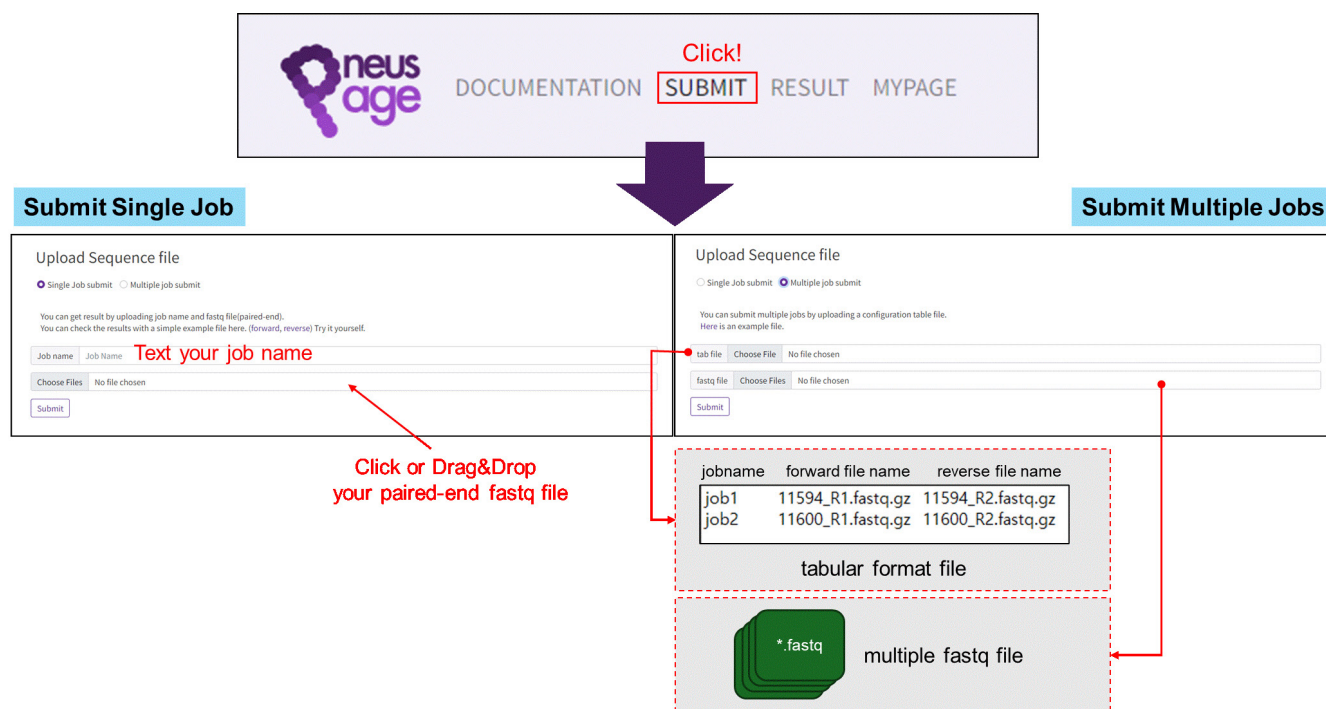 Click!
Pneus Page
DOCUMENTATION SUBMIT RESULT MYPAGE
Submit Single Job
Submit Multiple Jobs
Upload Sequence file
Single Job submit Multiple job submit
You can get result by uploading job name and fastq file(paired-end).
You can check the results with a simple example file here. (forward, reverse) Try it yourself.
Job name Job Name Text your job name
Choose Files No file chosen
Submit
Click or Drag&Drop
your paired-end fastq file
Upload Sequence file
Single Job submit Multiple job submit
You can submit multiple jobs by uploading a configuration table file.
Here is an example file.
tab file Choose File No file chosen
fastq file Choose Files No file chosen
Submit
jobname forward file name reverse file name
job1 11594_R1.fastq.gz 11594_R2.fastq.gz
job2 11600_R1.fastq.gz 11600_R2.fastq.gz
tabular format file
*.fastq
multiple fastq file